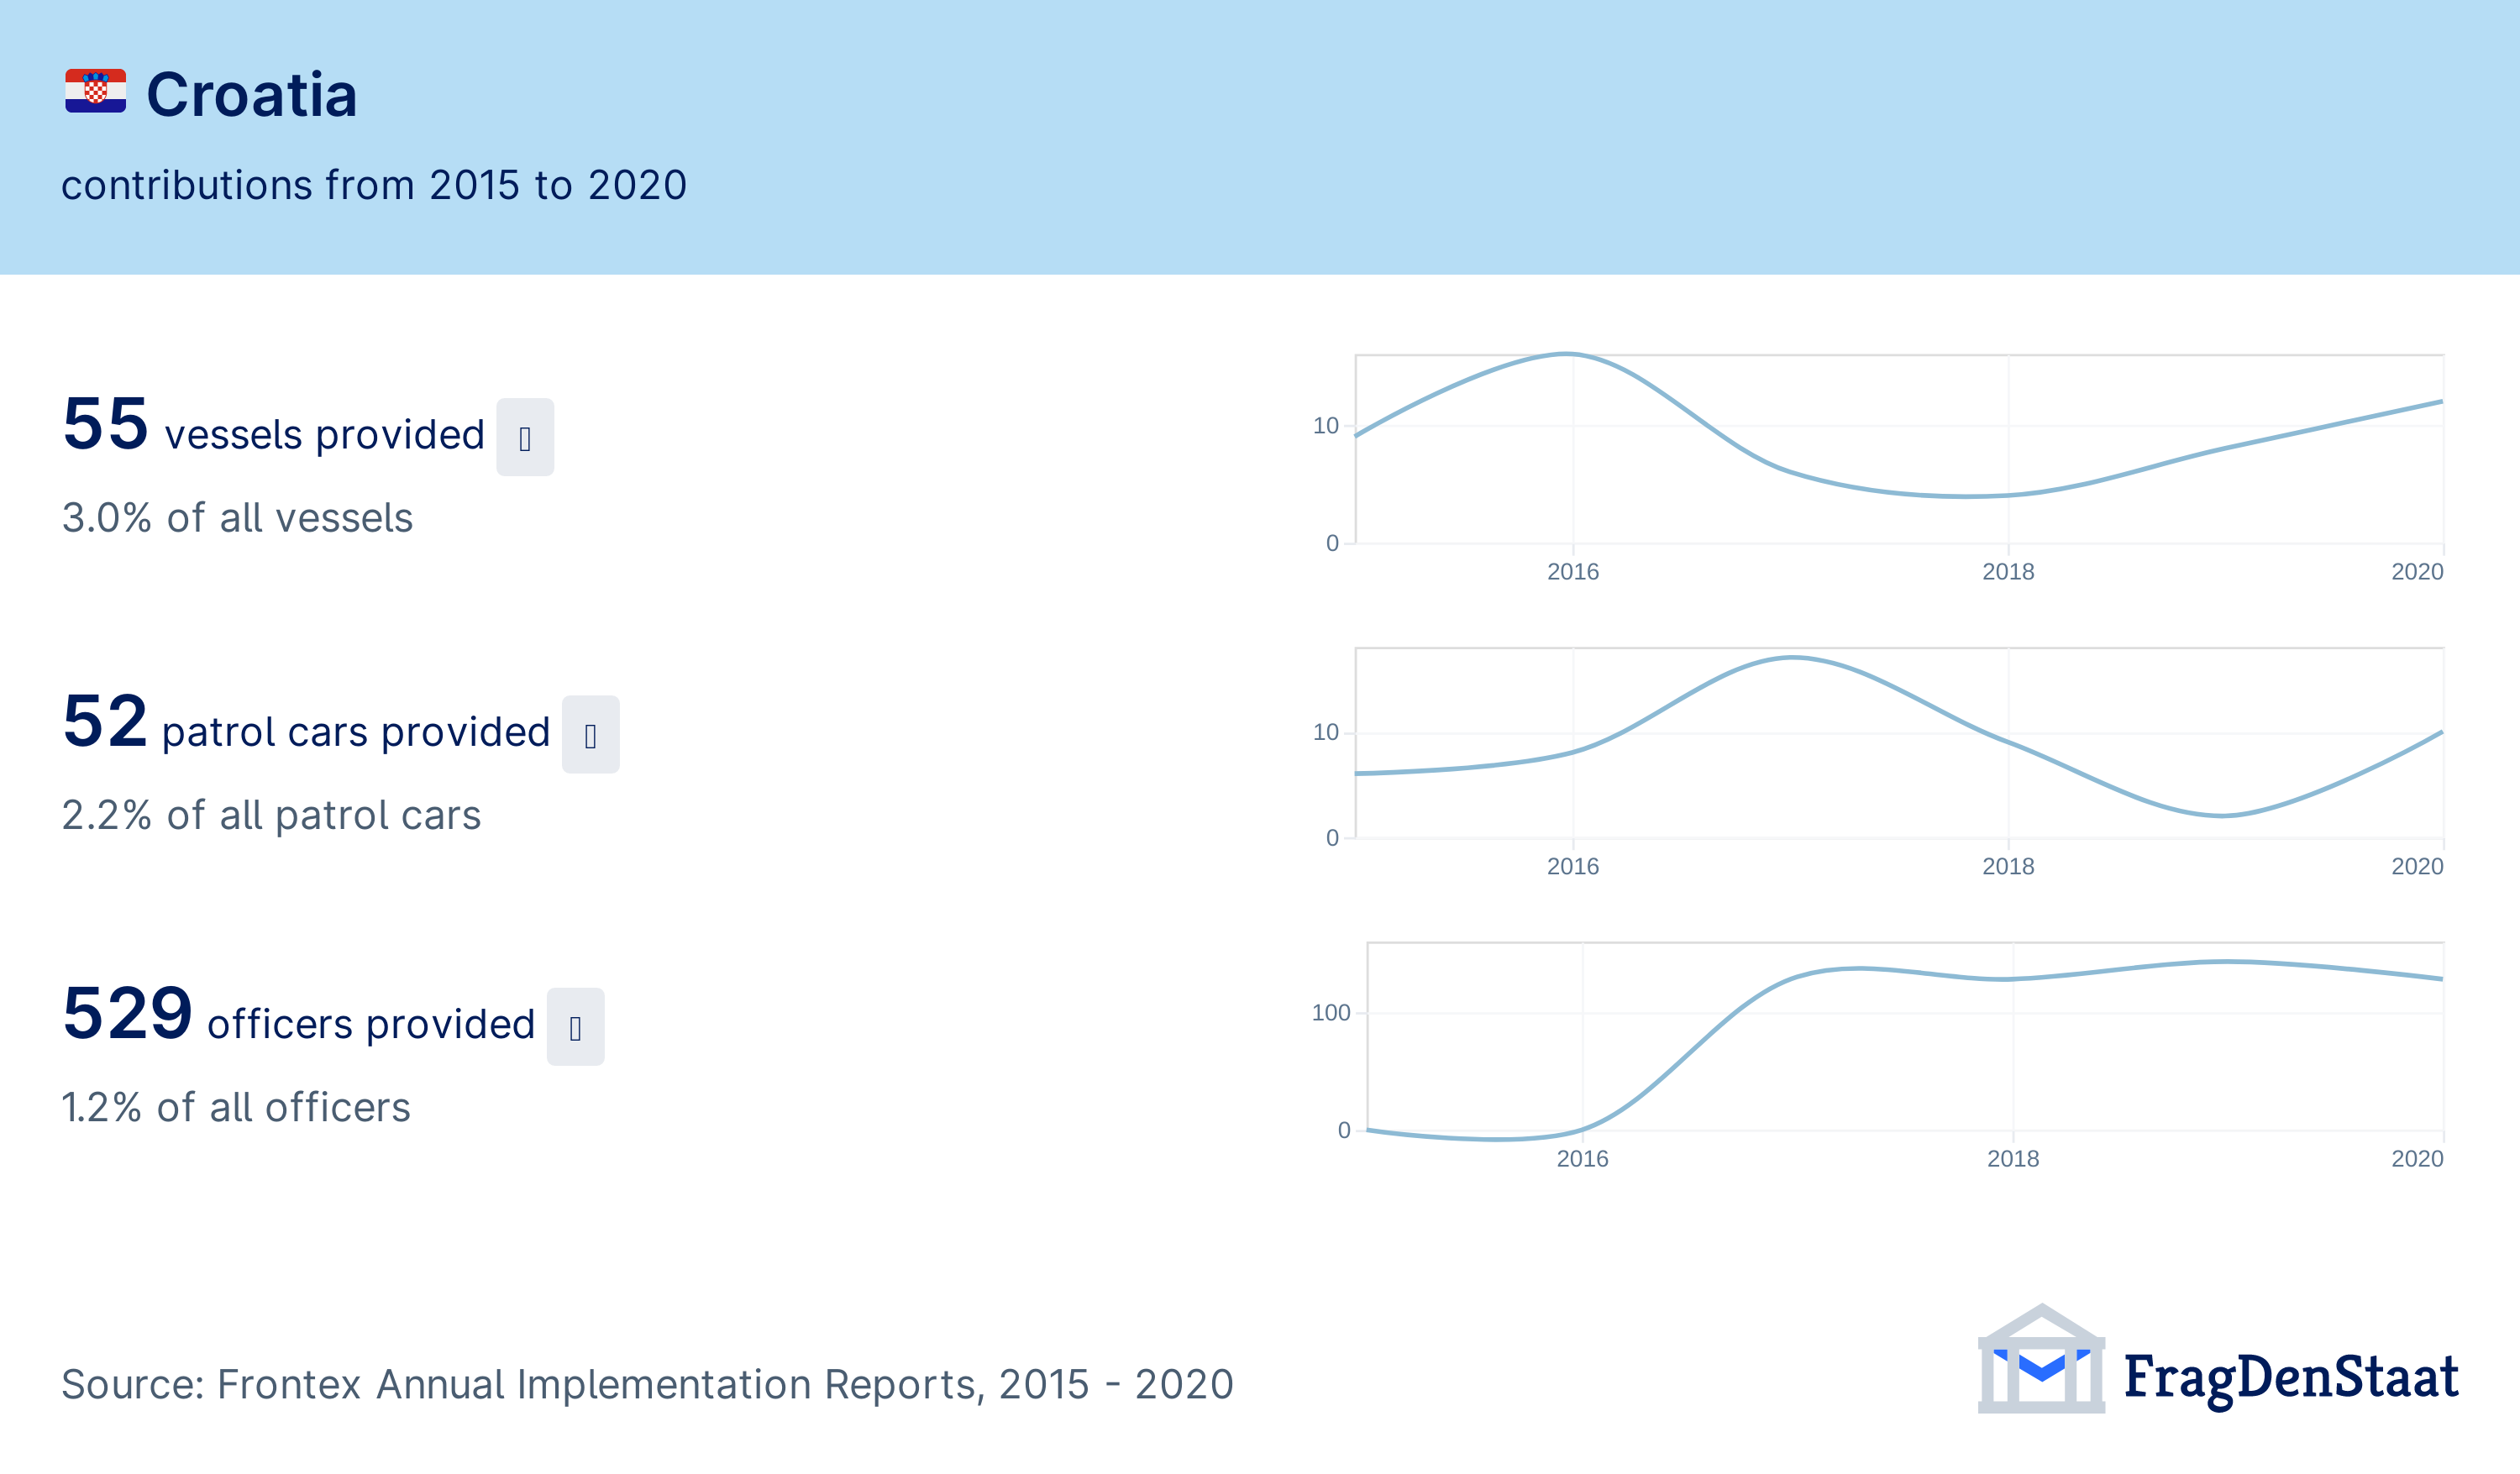 Croatia
contributions from 2015 to 2020
55 vessels provided
3.0% of all vessels
10
0
2016 2018 2020
52 patrol cars provided
2.2% of all patrol cars
10
0
2016 2018 2020
529 officers provided
1.2% of all officers
100
0
2016 2018 2020
Source: Frontex Annual Implementation Reports, 2015 - 2020
FragDenStaat